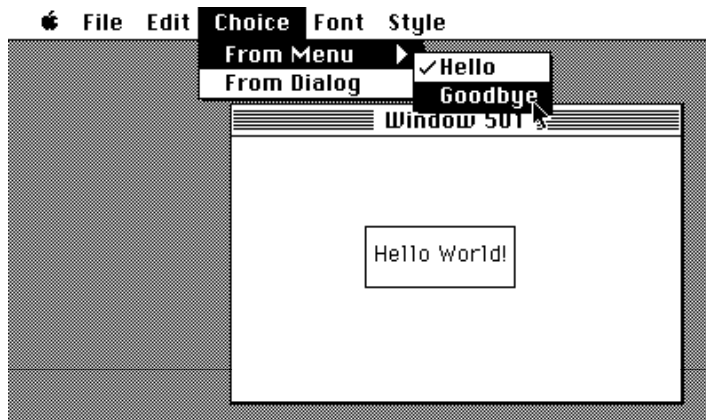 File Edit Choice Font Style
From Menu
✓Hello
From Dialog
Goodbye
Window 501
Hello World!